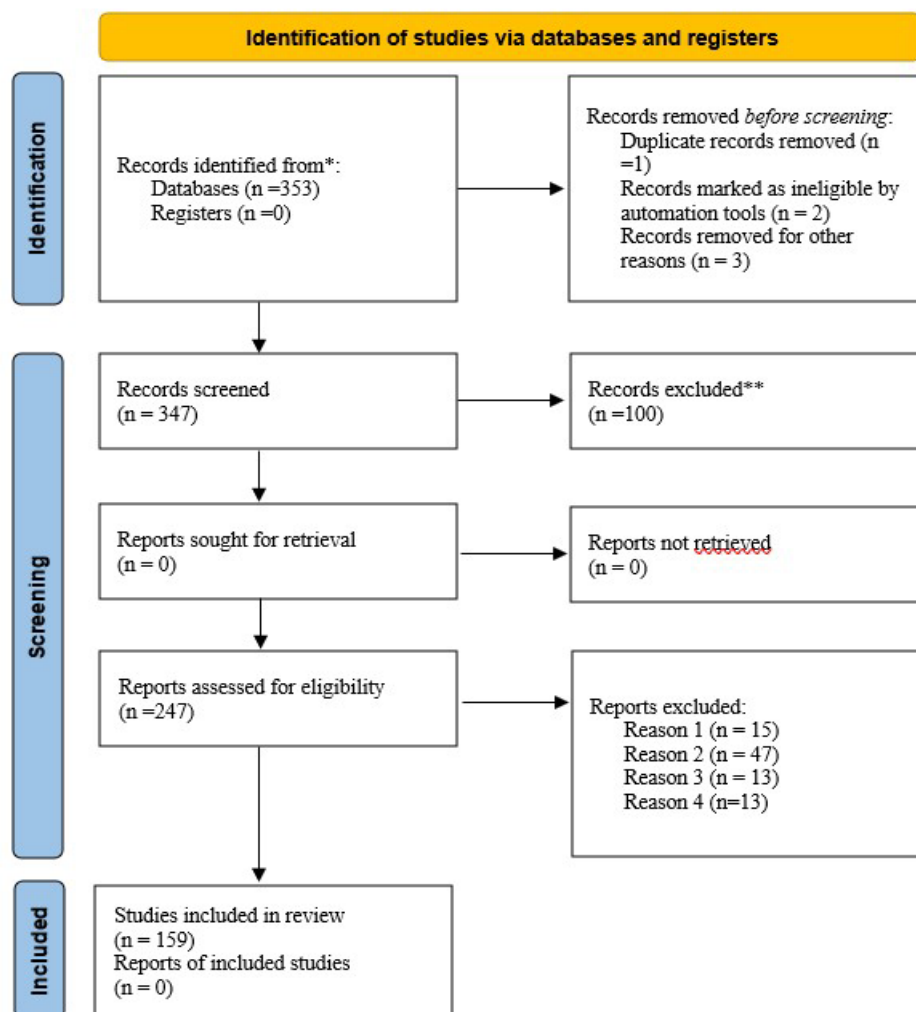 Identification of studies via databases and registers
Identification
Records identified from*:
Databases (n =353)
Registers (n =0)
Records removed before screening:
Duplicate records removed (n
=1)
Records marked as ineligible by
automation tools (n = 2)
Records removed for other
reasons (n = 3)
Screening
Records screened
(n = 347)
Records excluded**
(n =100)
Reports sought for retrieval
(n = 0)
Reports not retrieved
(n = 0)
Reports assessed for eligibility
(n =247)
Reports excluded:
Reason 1 (n = 15)
Reason 2 (n = 47)
Reason 3 (n = 13)
Reason 4 (n=13)
Included
Studies included in review
(n = 159)
Reports of included studies
(n = 0)